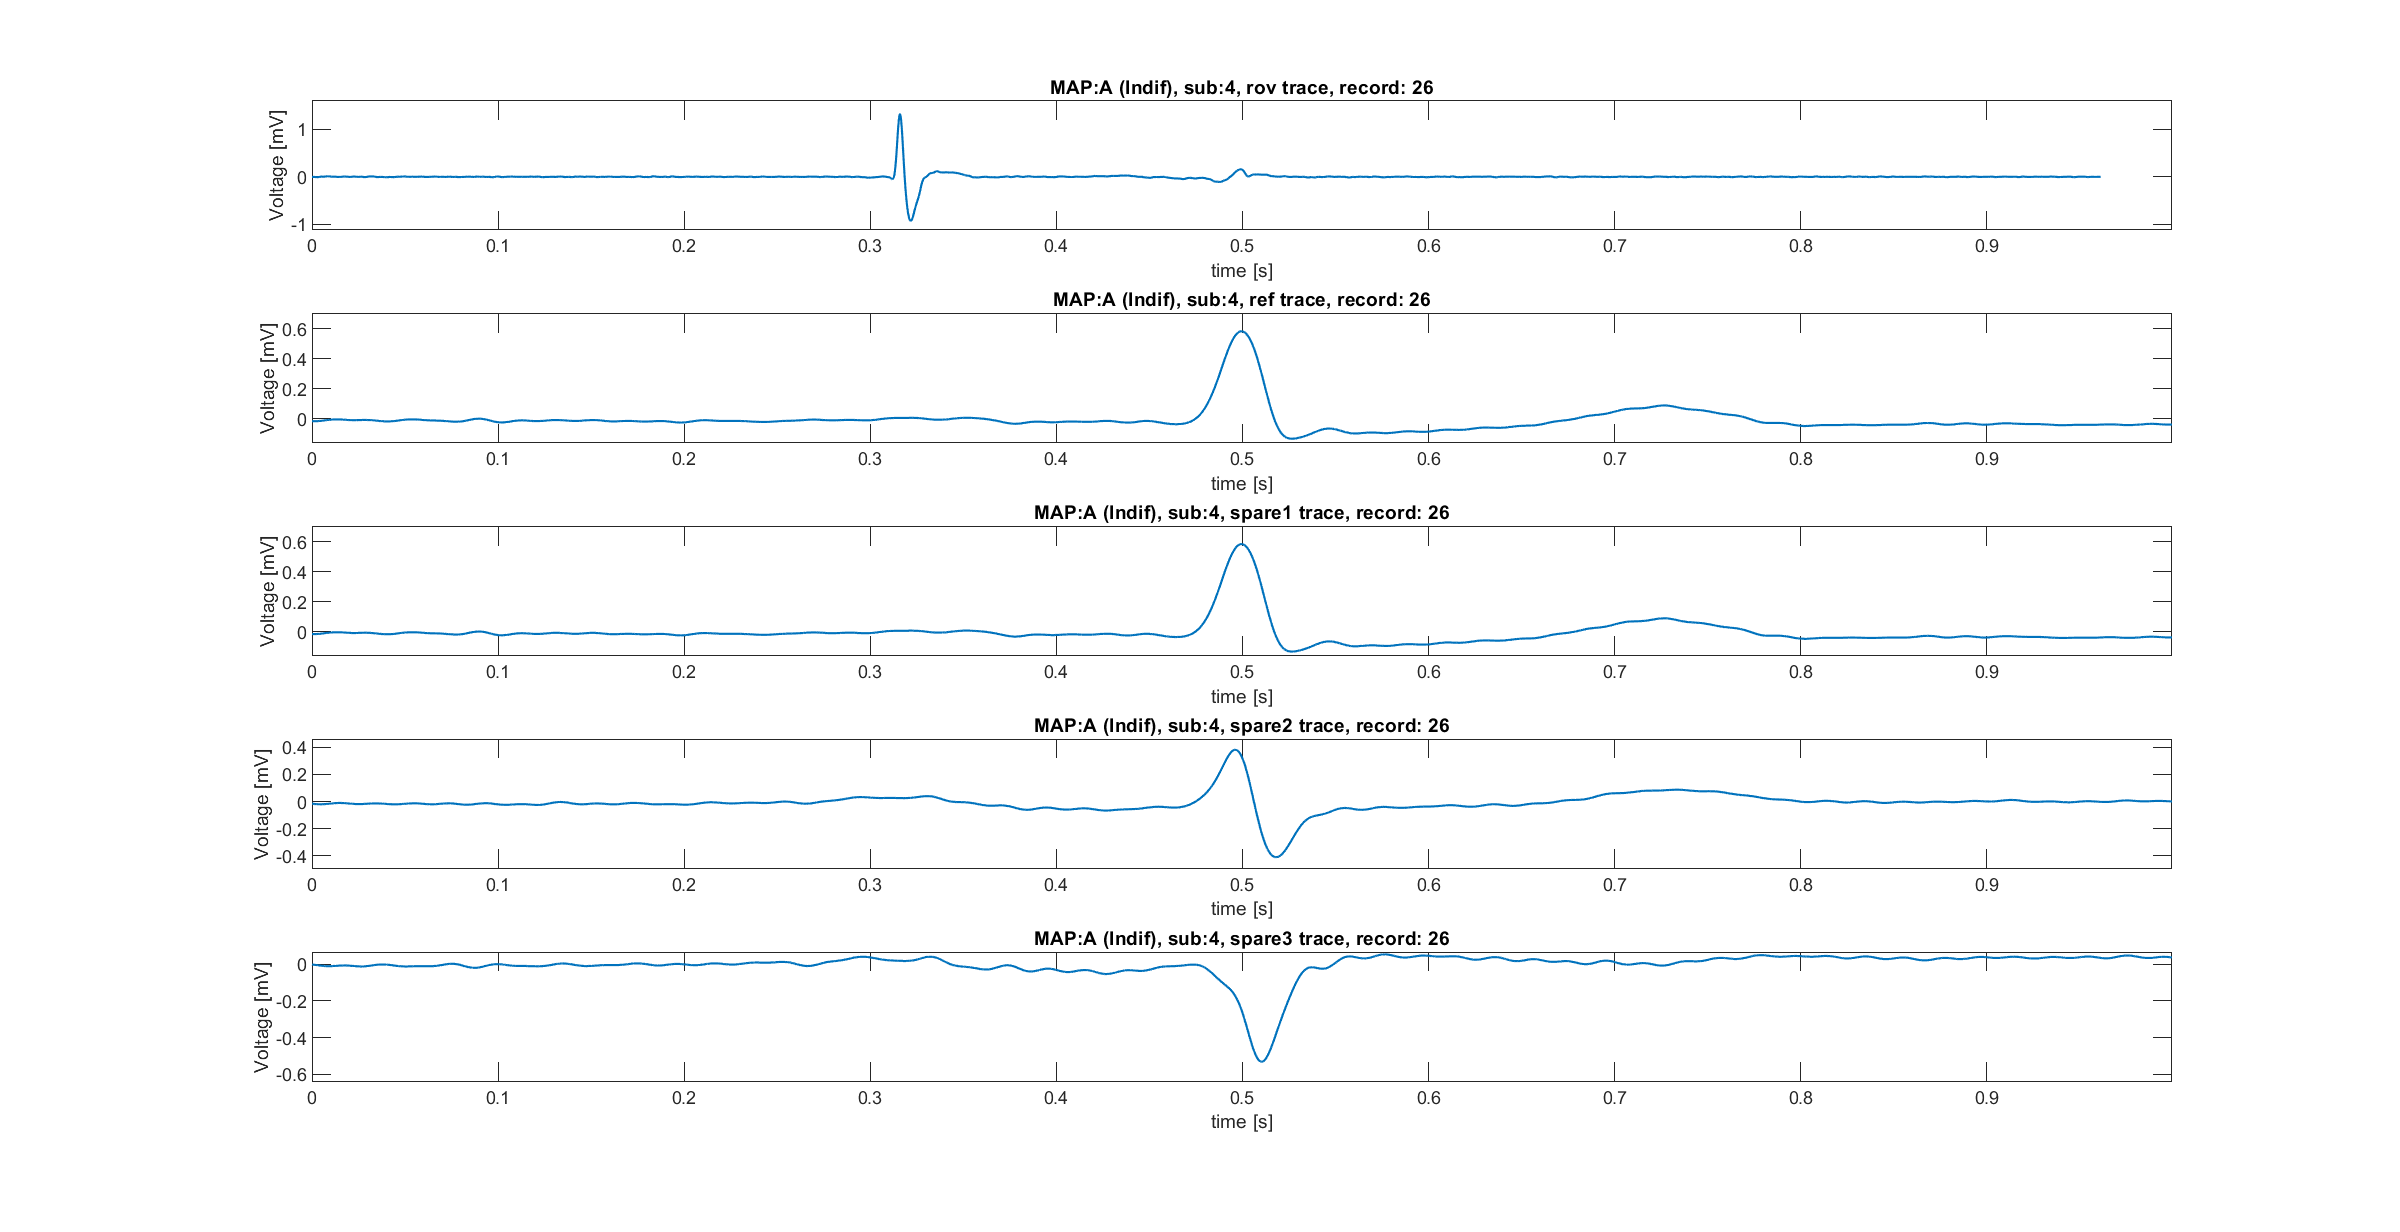 MAP:A (Indif), sub:4, rov trace, record: 26
Voltage [mV]
1
0
-1
0 0.1 0.2 0.3 0.4 0.5 0.6 0.7 0.8 0.9
time [s]
MAP:A (Indif), sub:4, ref trace, record: 26
Voltage [mV]
0.6
0.4
0.2
0
0 0.1 0.2 0.3 0.4 0.5 0.6 0.7 0.8 0.9
time [s]
MAP:A (Indif), sub:4, spare1 trace, record: 26
Voltage [mV]
0.6
0.4
0.2
0
0 0.1 0.2 0.3 0.4 0.5 0.6 0.7 0.8 0.9
time [s]
MAP:A (Indif), sub:4, spare2 trace, record: 26
Voltage [mV]
0.4
0.2
0
-0.2
-0.4
0 0.1 0.2 0.3 0.4 0.5 0.6 0.7 0.8 0.9
time [s]
MAP:A (Indif), sub:4, spare3 trace, record: 26
Voltage [mV]
0
-0.2
-0.4
-0.6
0 0.1 0.2 0.3 0.4 0.5 0.6 0.7 0.8 0.9
time [s]